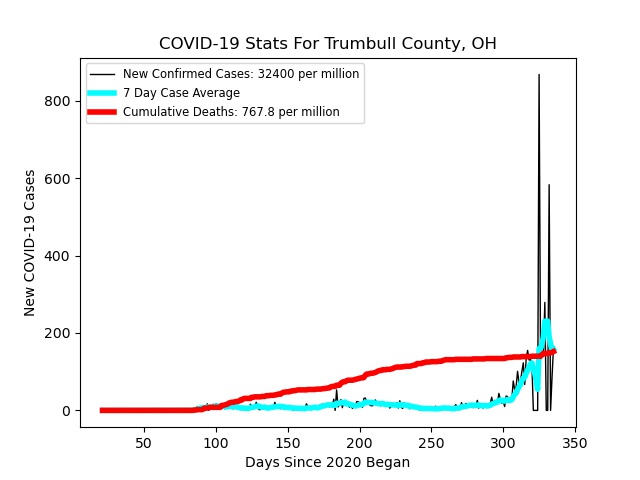 COVID-19 Stats For Trumbull County, OH
New Confirmed Cases: 32400 per million
7 Day Case Average
Cumulative Deaths: 767.8 per million
New COVID-19 Cases
800
600
400
200
0
50 100 150 200 250 300 350
Days Since 2020 Began